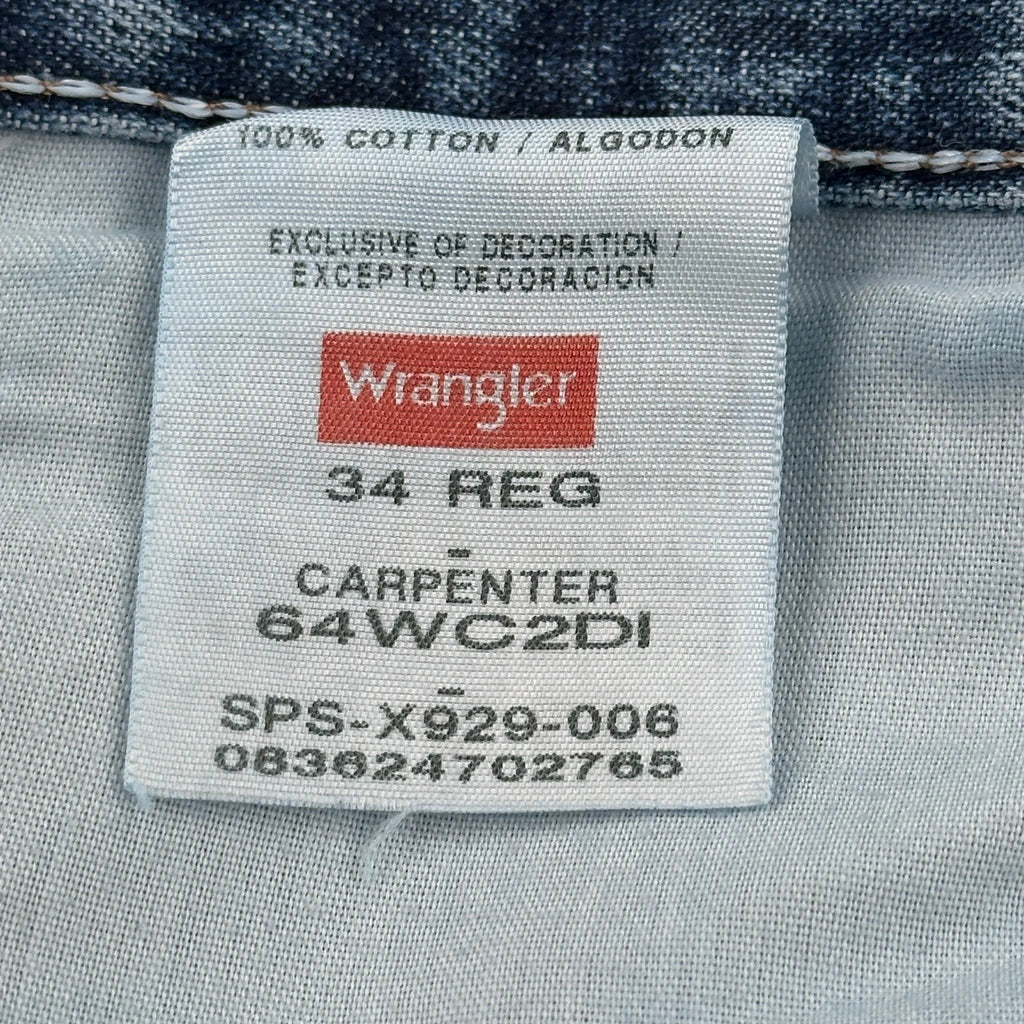 100% COTTON / ALGODON
EXCLUSIVE OF DECORATION /
EXCEPTO DECORACION
Wrangler
34 REG
-
CARPENTER
64WC2DI
-
SPS-X929-006
083624702765